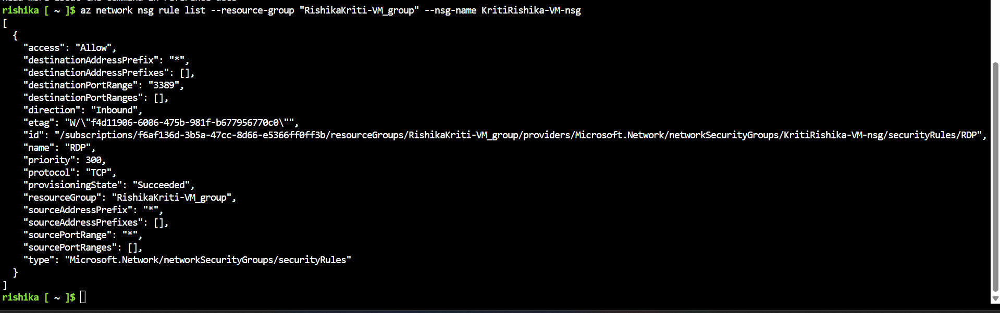 rishika [ ~ ]$ az network nsg rule list --resource-group "RishikaKriti-VM_group" --nsg-name KritiRishika-VM-nsg
[
  {
    "access": "Allow",
    "destinationAddressPrefix": "*",
    "destinationAddressPrefixes": [],
    "destinationPortRange": "3389",
    "destinationPortRanges": [],
    "direction": "Inbound",
    "etag": "W/\"f4d11906-6006-475b-981f-b677956770c0\"",
    "id": "/subscriptions/f6af136d-3b5a-47cc-8d66-e5366ff0ff3b/resourceGroups/RishikaKriti-VM_group/providers/Microsoft.Network/networkSecurityGroups/KritiRishika-VM-nsg/securityRules/RDP",
    "name": "RDP",
    "priority": 300,
    "protocol": "TCP",
    "provisioningState": "Succeeded",
    "resourceGroup": "RishikaKriti-VM_group",
    "sourceAddressPrefix": "*",
    "sourceAddressPrefixes": [],
    "sourcePortRange": "*",
    "sourcePortRanges": [],
    "type": "Microsoft.Network/networkSecurityGroups/securityRules"
  }
]
rishika [ ~ ]$